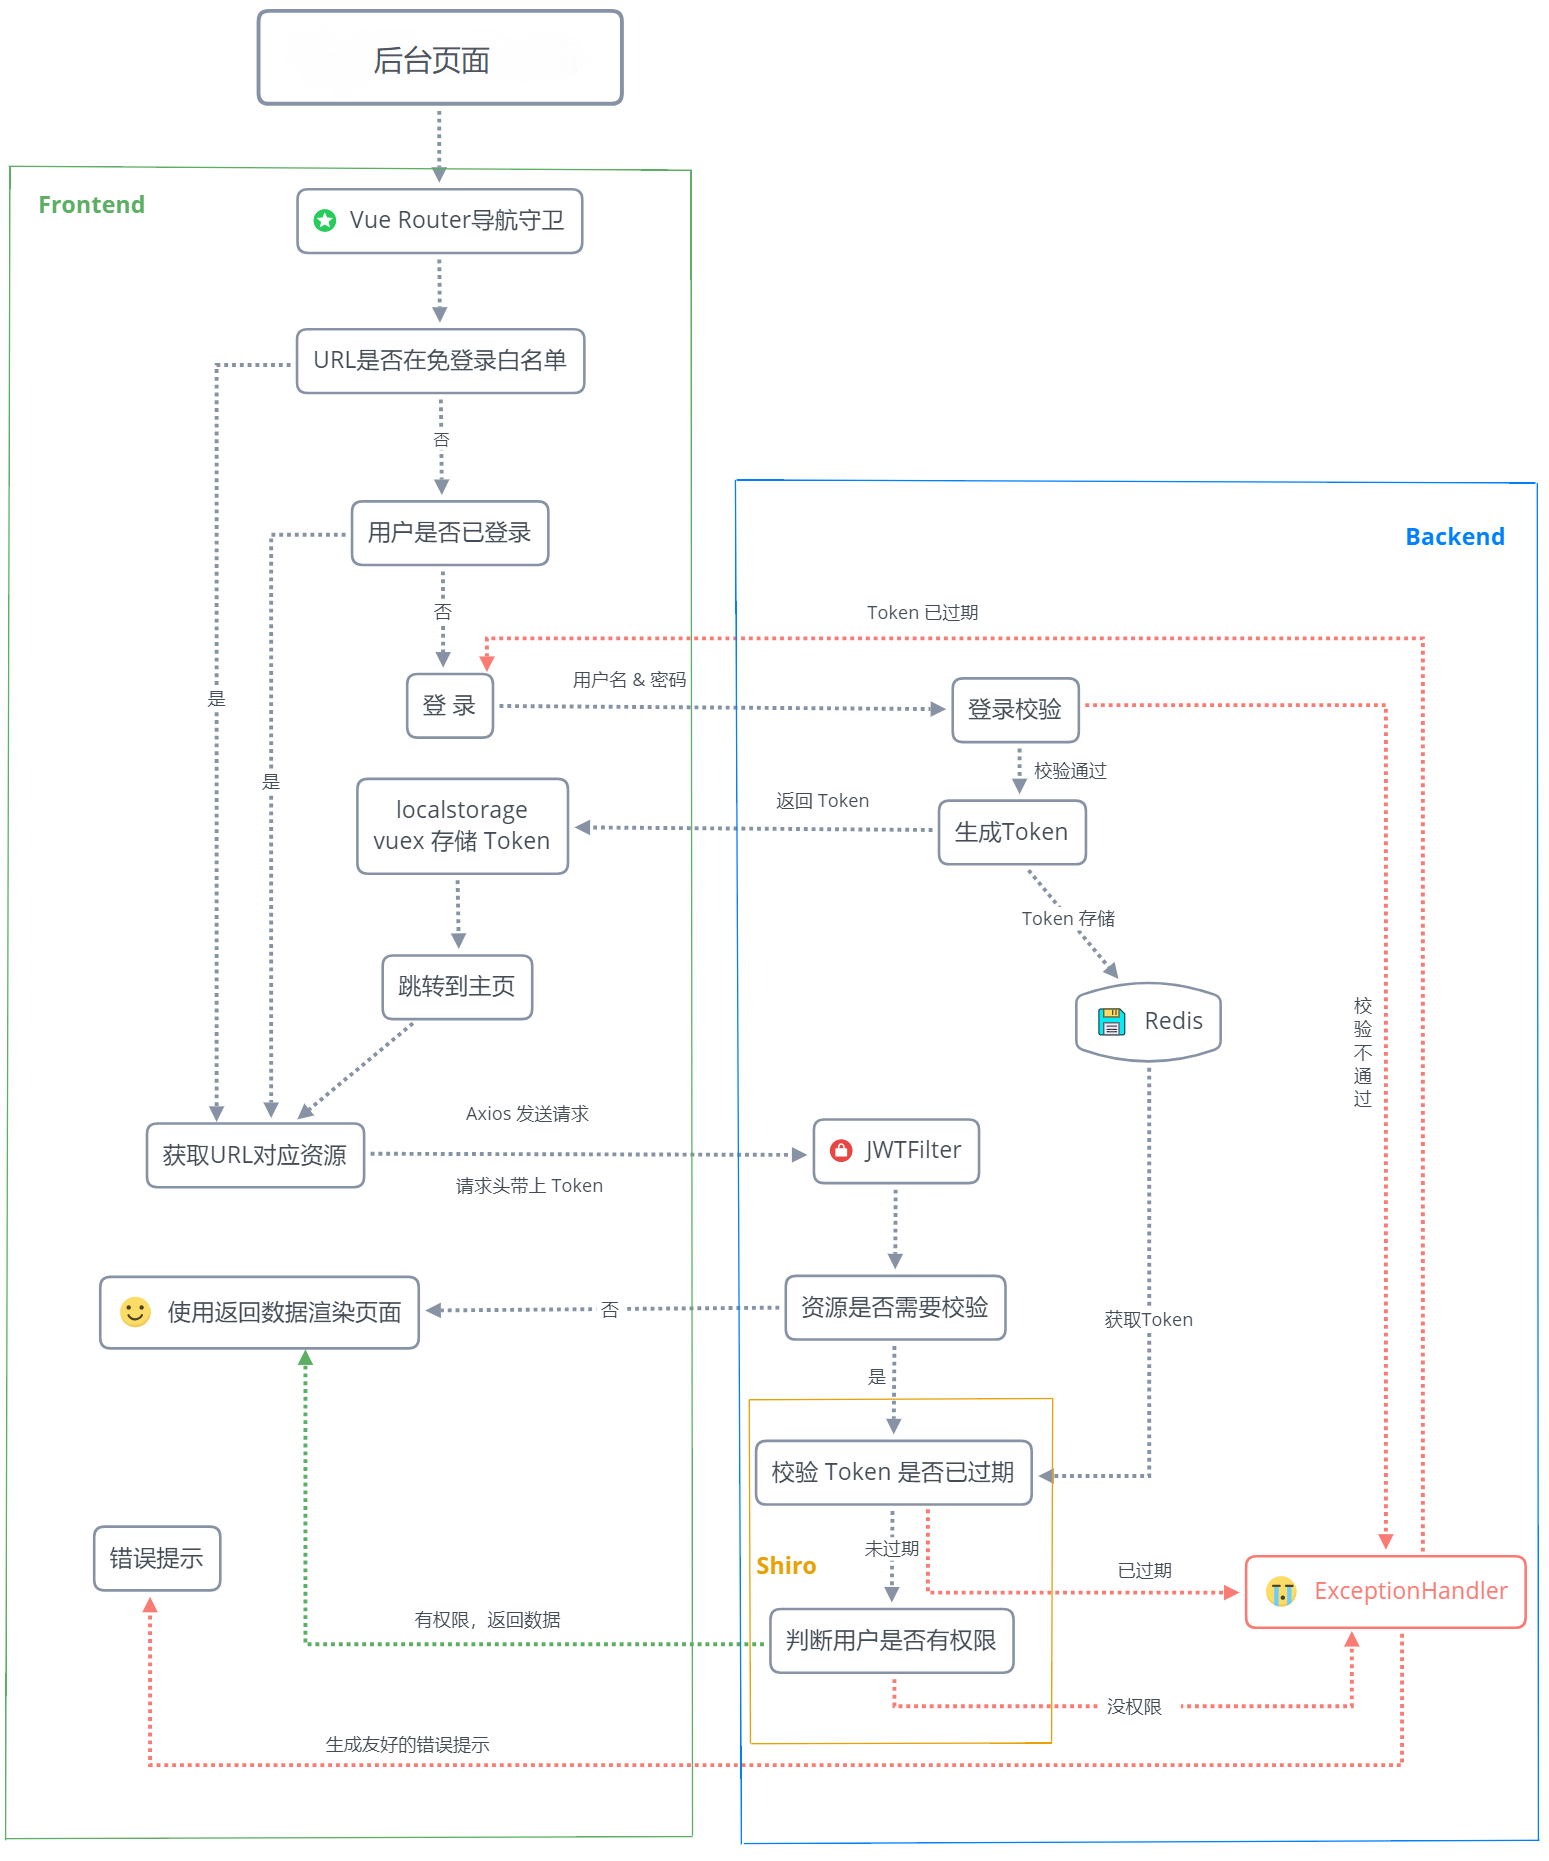 后台页面
Frontend
Vue Router导航守卫
URL是否在免登录白名单
否
用户是否已登录
Backend
否
Token 已过期
是
登 录
用户名 & 密码
登录校验
校验通过
是
localstorage
vuex 存储 Token
返回 Token
生成Token
Token 存储
跳转到主页
Redis
校
验
不
通
过
Axios 发送请求
获取URL对应资源
JWTFilter
请求头带上 Token
使用返回数据渲染页面
否
资源是否需要校验
获取Token
是
校验 Token 是否已过期
错误提示
未过期
Shiro
已过期
ExceptionHandler
有权限，返回数据
判断用户是否有权限
没权限
生成友好的错误提示